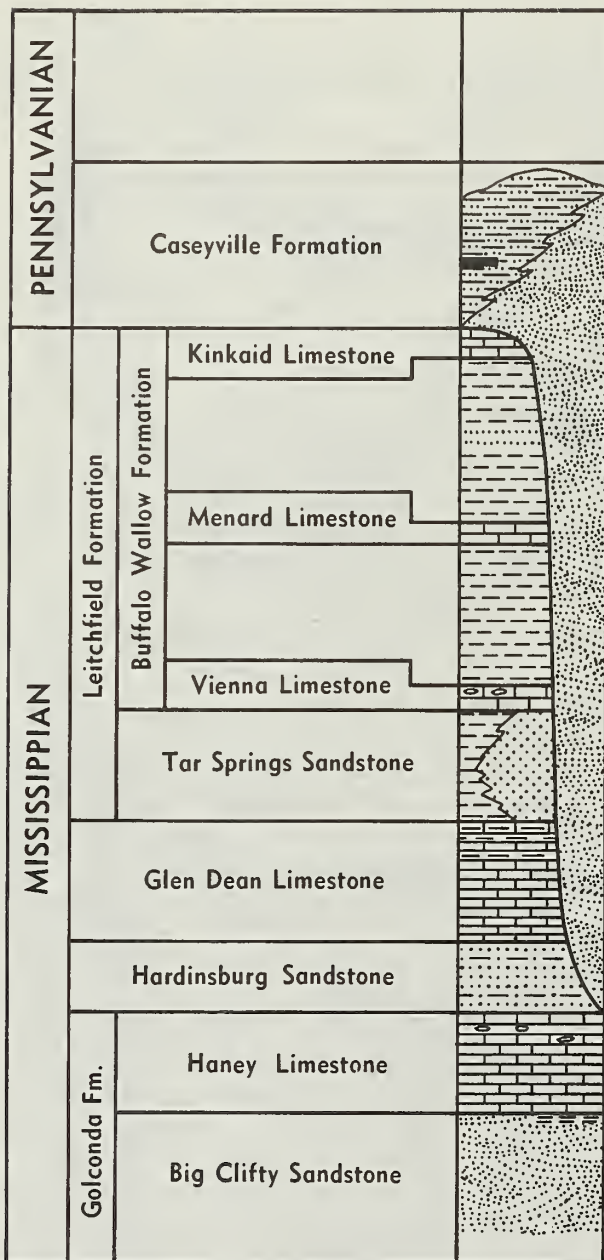 PENNSYLVANIAN
Caseyville Formation
MISSISSIPPIAN
Leitchfield Formation
Buffalo Wallow Formation
Kinkaid Limestone
Menard Limestone
Vienna Limestone
Tar Springs Sandstone
Glen Dean Limestone
Hardinsburg Sandstone
Golconda Fm.
Haney Limestone
Big Clifty Sandstone